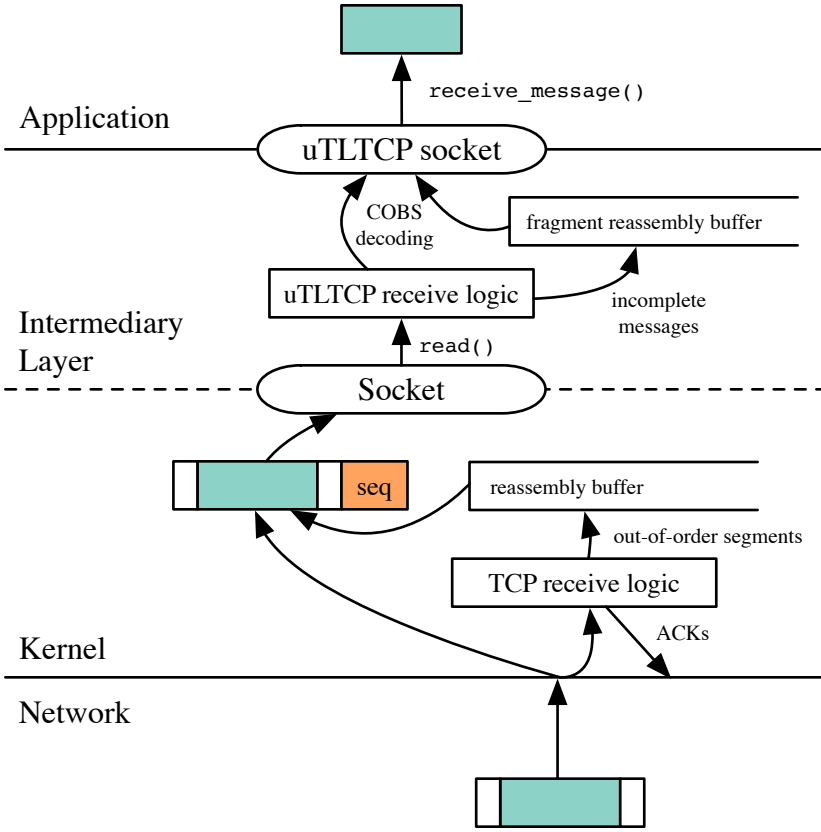 receive_message()
Application
uTLTCP socket
COBS
decoding
fragment reassembly buffer
uTLTCP receive logic
incomplete
messages
Intermediary
Layer
read()
Socket
seq
reassembly buffer
out-of-order segments
TCP receive logic
ACKs
Kernel
Network